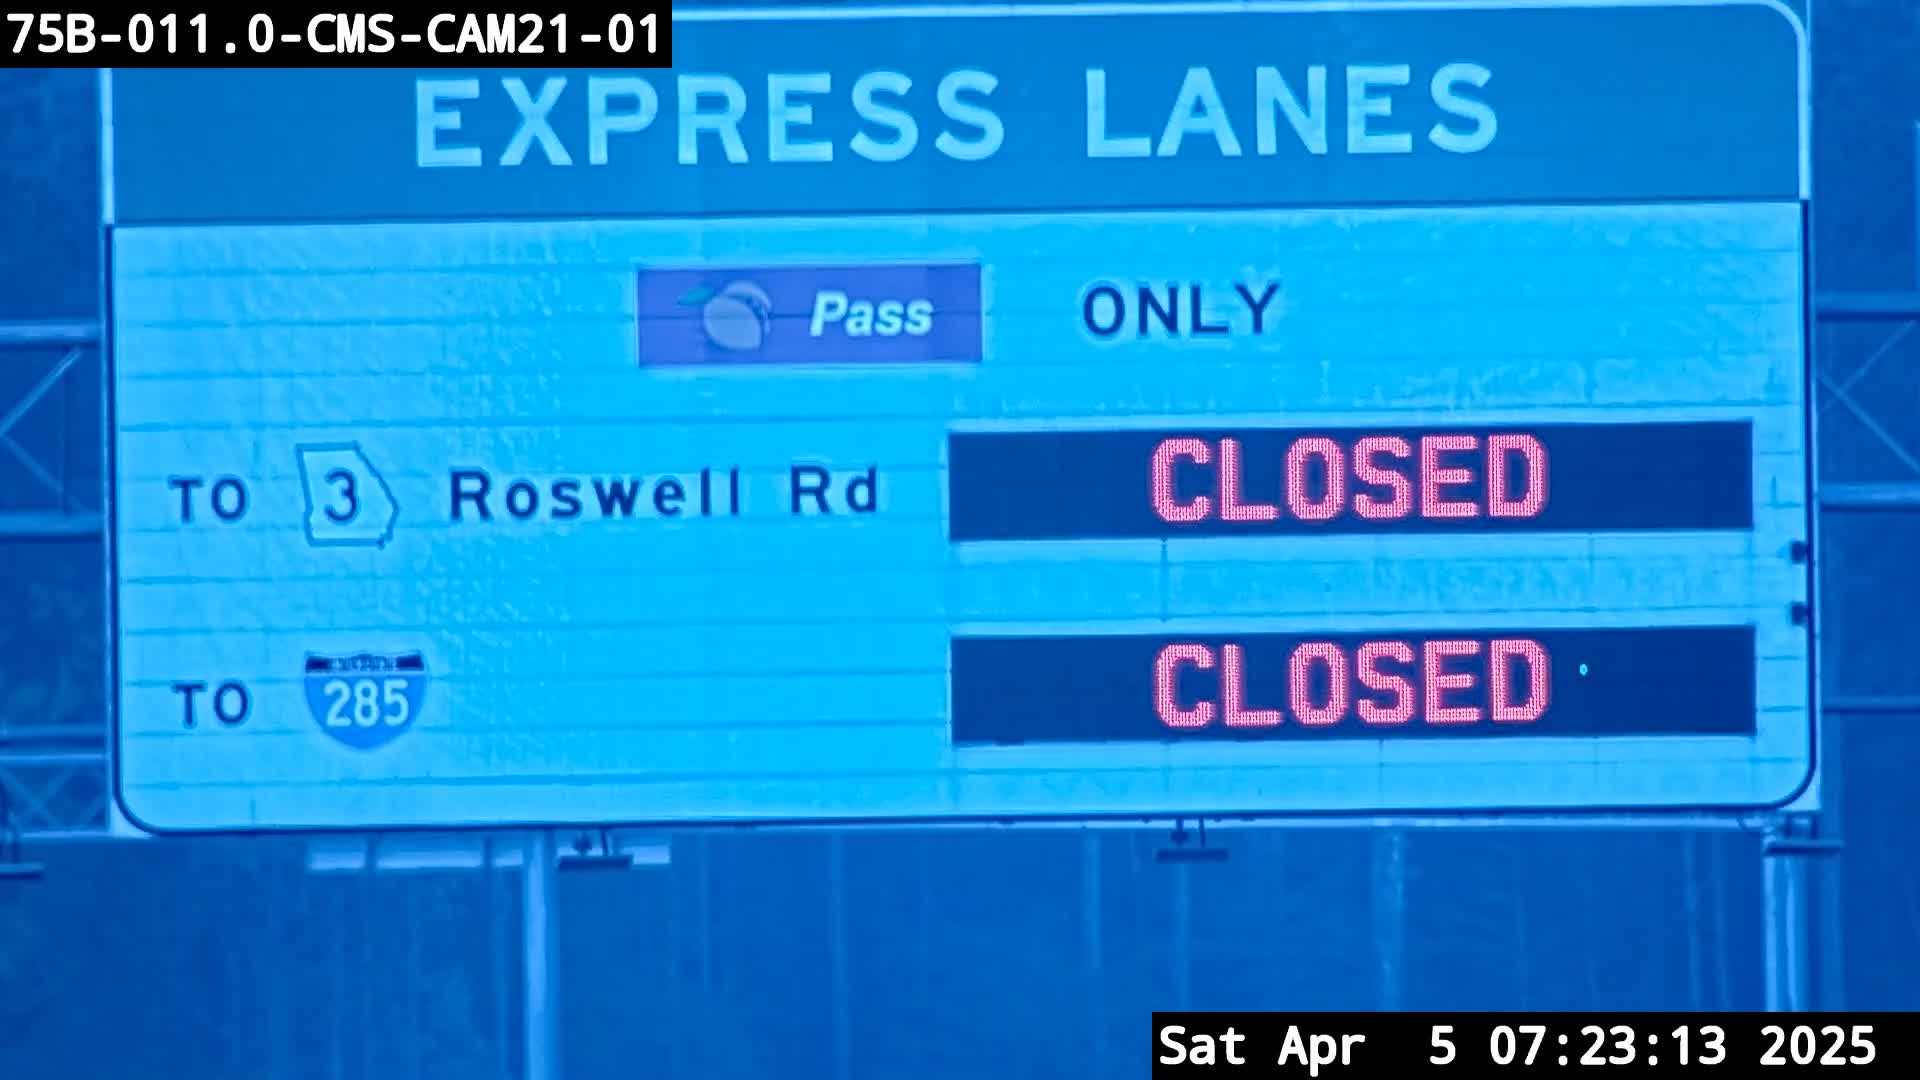 75B-011.0-CMS-CAM21-01
EXPRESS LANES
Pass ONLY
TO 3 Roswell Rd CLOSED
TO 285 CLOSED
Sat Apr 5 07:23:13 2025